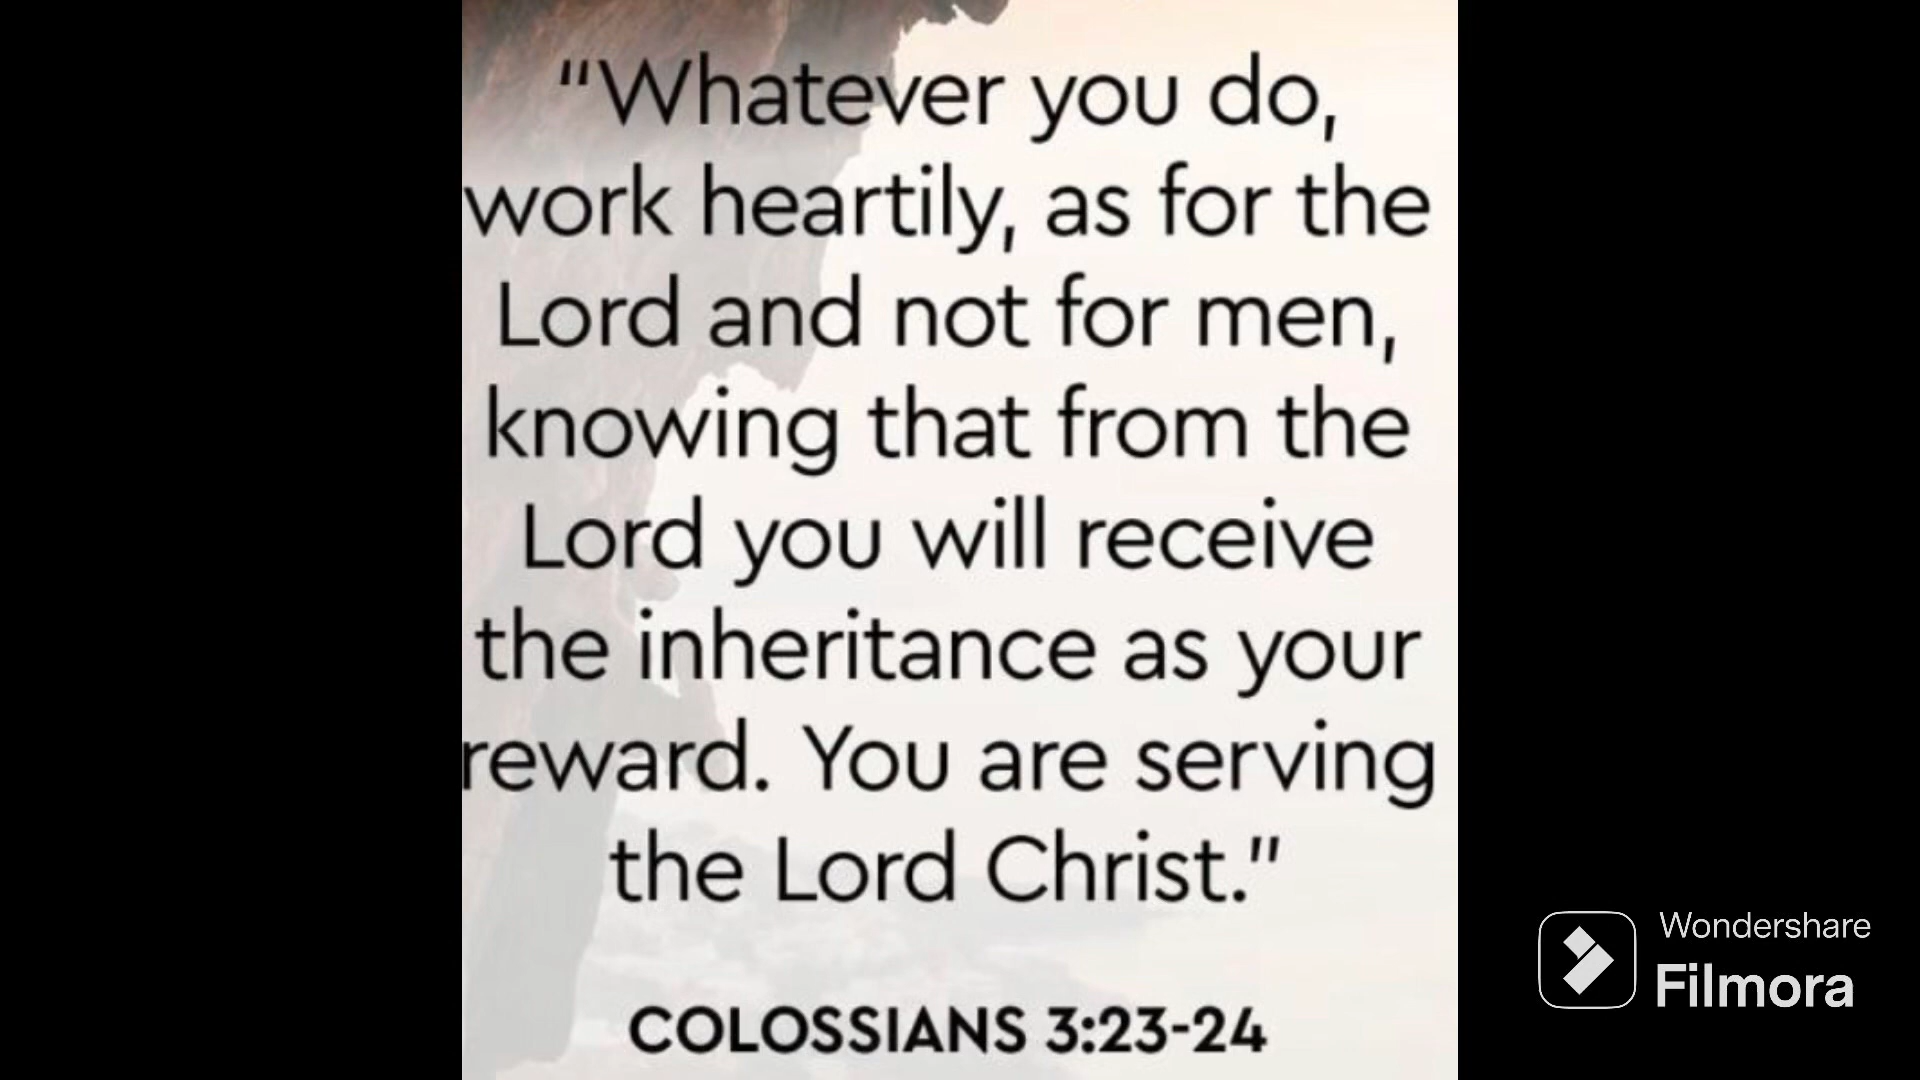 “Whatever you do,
work heartily, as for the
Lord and not for men,
knowing that from the
Lord you will receive
the inheritance as your
reward. You are serving
the Lord Christ.”
COLOSSIANS 3:23-24
Wondershare
Filmora